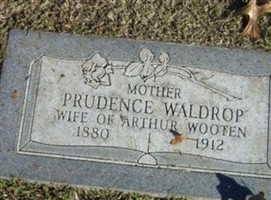 MOTHER
PRUDENCE WALDROP
WIFE OF ARTHUR WOOTEN
1880 1912